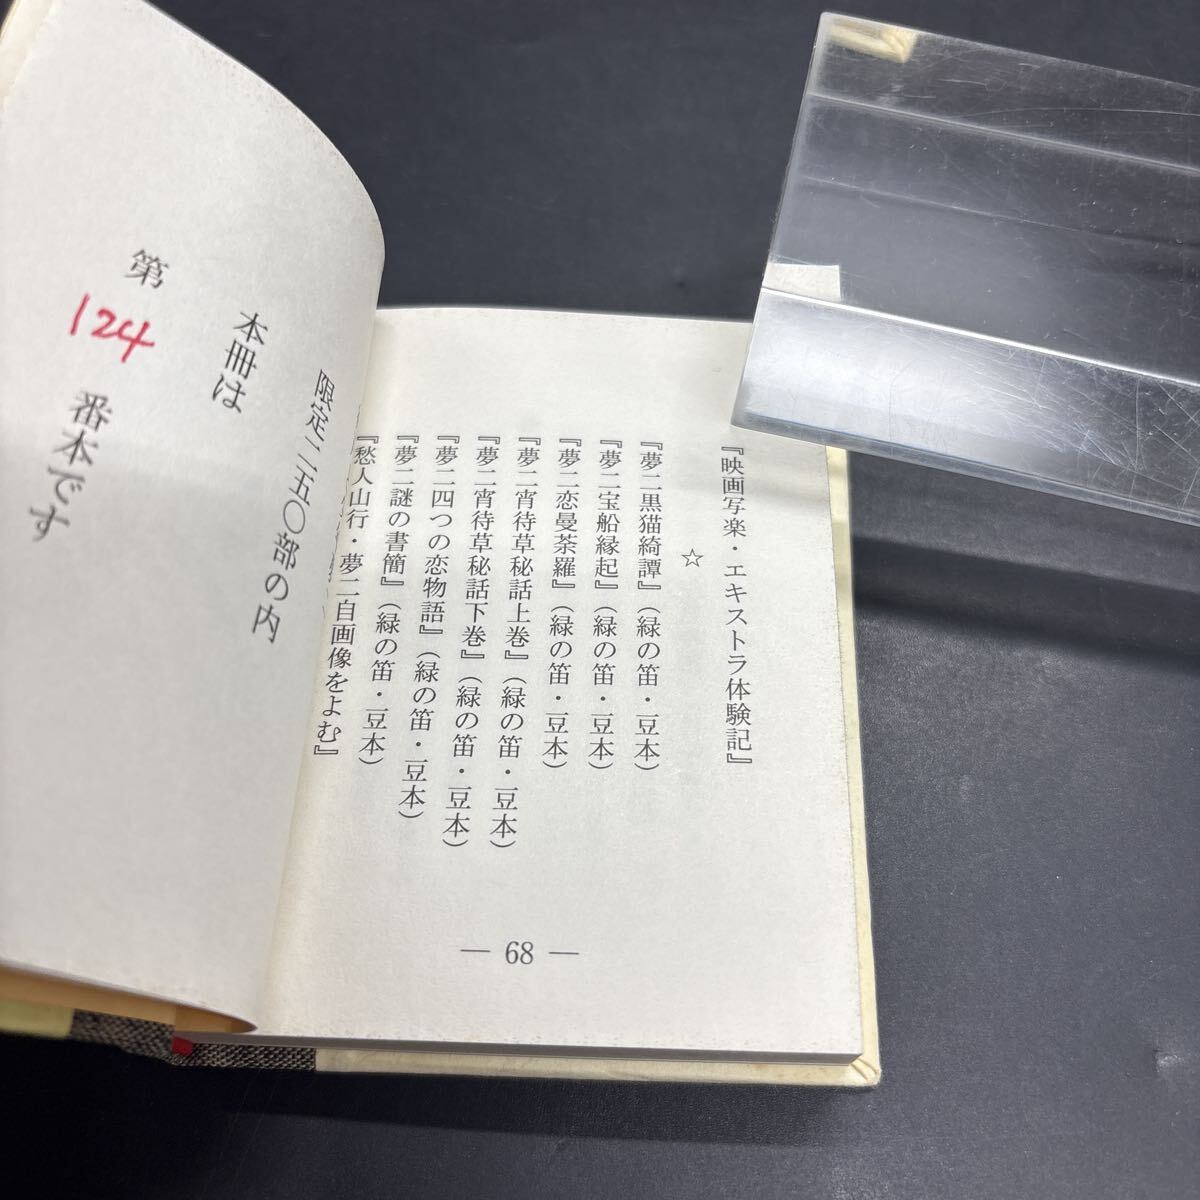 『映画写楽・エキストラ体験記』
☆
『夢二黒猫綺譚』(緑の笛・豆本)
『夢二宝船縁起』(緑の笛・豆本)
『夢二恋曼荼羅』(緑の笛・豆本)
『夢二宵待草秘話上巻』(緑の笛・豆本)
『夢二宵待草秘話下巻』(緑の笛・豆本)
『夢二四つの恋物語』(緑の笛・豆本)
『夢二謎の書簡』(緑の笛・豆本)
『愁人山行・夢二自画像をよむ』
— 68 —
限定二五〇部の内
本冊は
第 124 番本です